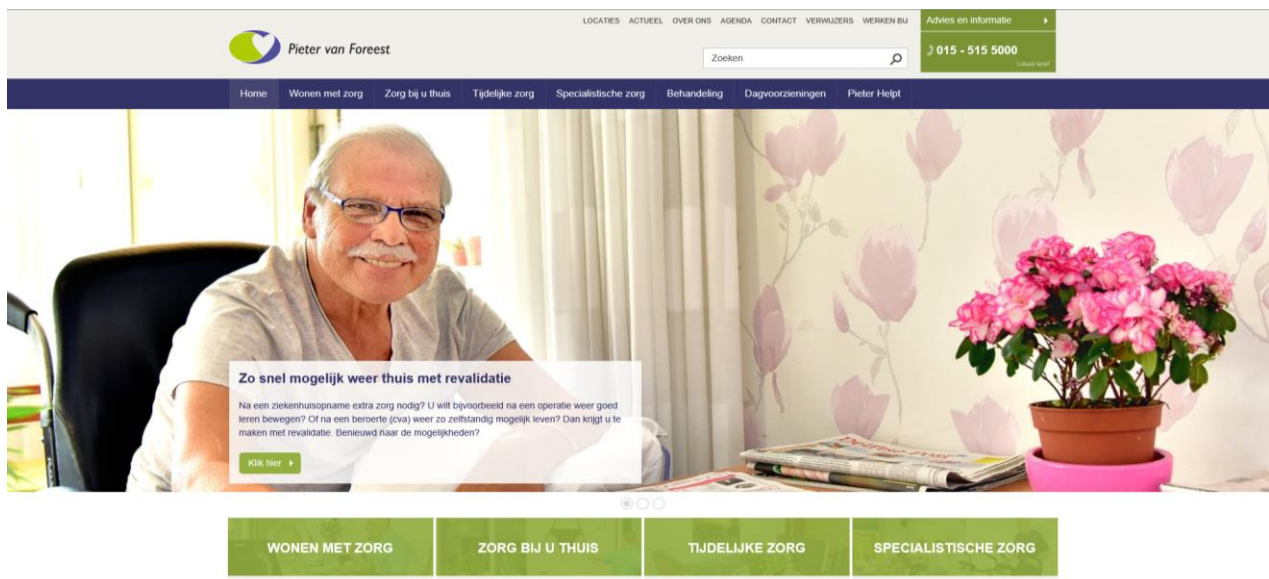 LOCATIES ACTUEEL OVER ONS AGENDA CONTACT VERWIJZERS WERKEN BIJ
Advies en informatie
Pieter van Foreest
Zoeken
015 - 515 5000
Lokaal tarief
Home Wonen met zorg Zorg bij u thuis Tijdelijke zorg Specialistische zorg Behandeling Dagvoorzieningen Pieter Helpt
Zo snel mogelijk weer thuis met revalidatie
Na een ziekenhuisopname extra zorg nodig? U wilt bijvoorbeeld na een operatie weer goed
leren bewegen? Of na een beroerte (cva) weer zo zelfstandig mogelijk leven? Dan krijgt u te
maken met revalidatie. Benieuwd naar de mogelijkheden?
Klik hier
WONEN MET ZORG ZORG BIJ U THUIS TIJDELIJKE ZORG SPECIALISTISCHE ZORG